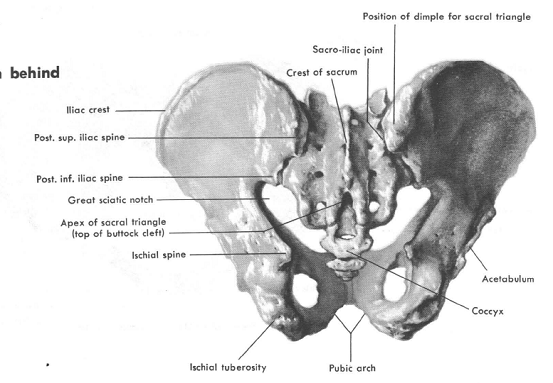 behind
Position of dimple for sacral triangle
Sacro-iliac joint
Crest of sacrum
Iliac crest
Post. sup. iliac spine
Post. inf. iliac spine
Great sciatic notch
Apex of sacral triangle
(top of buttock cleft)
Ischial spine
Acetabulum
Coccyx
Ischial tuberosity
Pubic arch